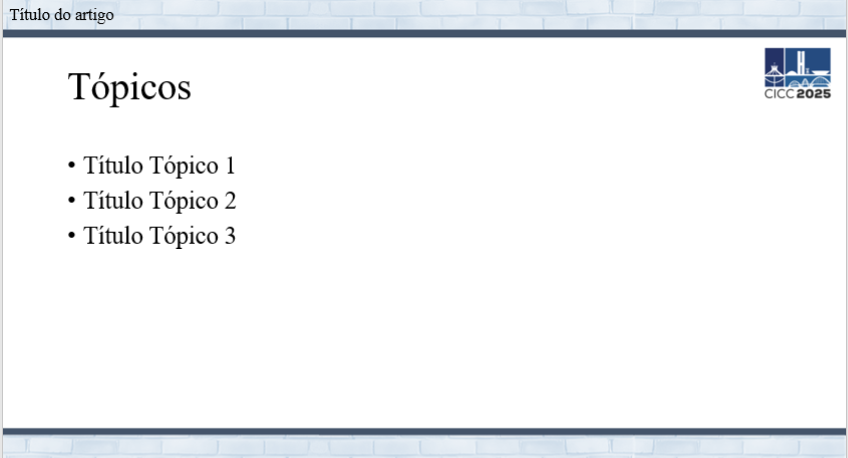 Título do artigo
CICC 2025
Tópicos
• Título Tópico 1
• Título Tópico 2
• Título Tópico 3